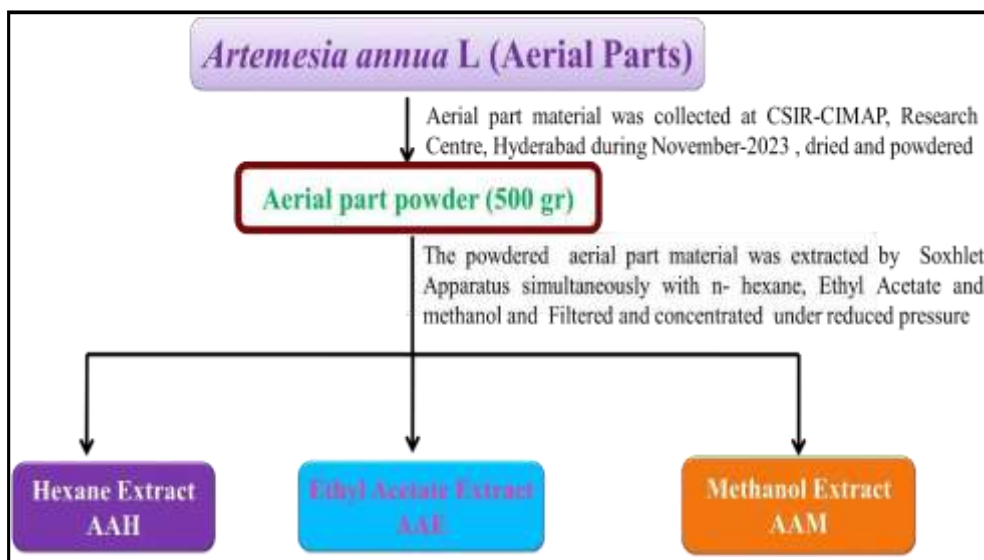 Artemesia annua L (Aerial Parts)
Aerial part material was collected at CSIR-CIMAP, Research
Centre, Hyderabad during November-2023 , dried and powdered
Aerial part powder (500 gr)
The powdered aerial part material was extracted by Soxhlet
Apparatus simultaneously with n- hexane, Ethyl Acetate and
methanol and Filtered and concentrated under reduced pressure
Hexane Extract
AAH
Ethyl Acetate Extract
AAE
Methanol Extract
AAM